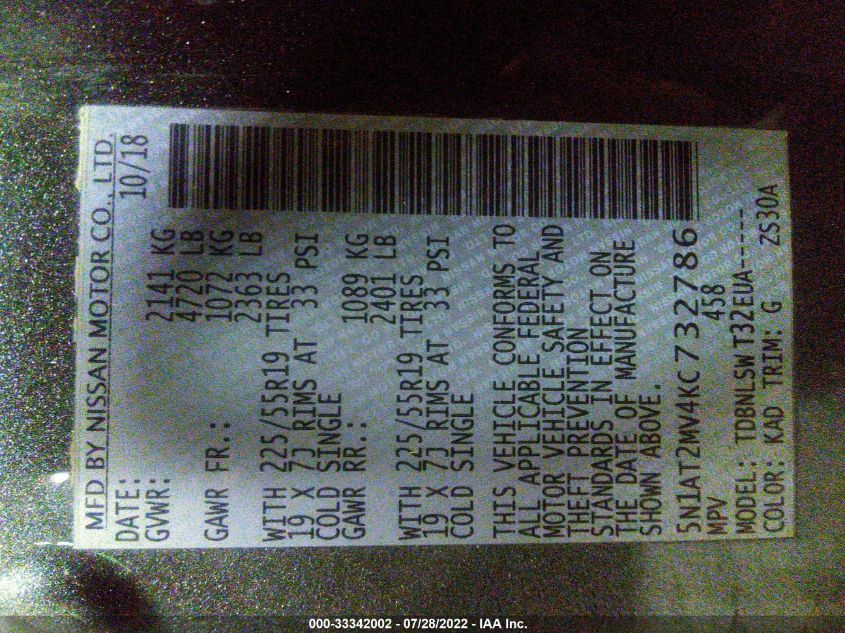 MFD BY NISSAN MOTOR CO., LTD.
DATE: 10/18
GVWR: 2141 KG
4720 LB
GAWR FR.: 1072 KG
2363 LB
WITH 225/55R19 TIRES
19 X 7J RIMS AT 33 PSI
COLD SINGLE
GAWR RR.: 1089 KG
2401 LB
WITH 225/55R19 TIRES
19 X 7J RIMS AT 33 PSI
COLD SINGLE
THIS VEHICLE CONFORMS TO
ALL APPLICABLE FEDERAL
MOTOR VEHICLE SAFETY AND
THEFT PREVENTION
STANDARDS IN EFFECT ON
THE DATE OF MANUFACTURE
SHOWN ABOVE.
5N1AT2MV4KC732786
MPV 458
MODEL: TDBNLSW T32EUA------
COLOR: KAD TRIM: G ZS30A
000-33342002 - 07/28/2022 - IAA Inc.